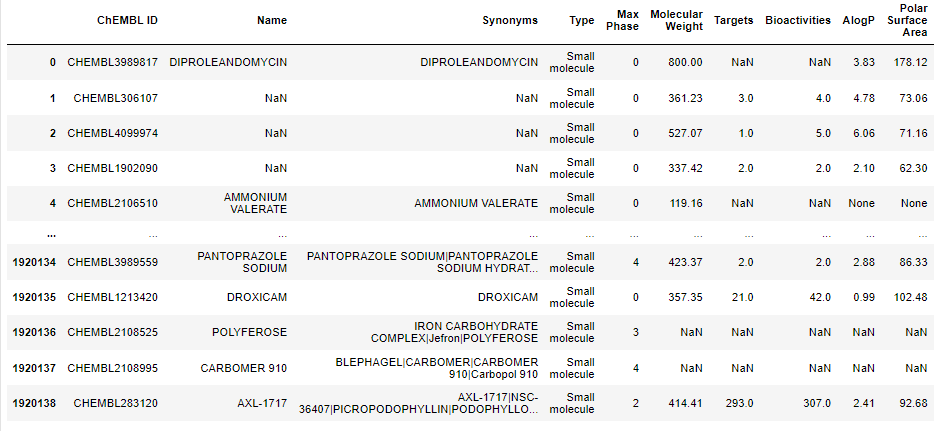 ChEMBL ID Name Synonyms Type Max Phase Molecular Weight Targets Bioactivities AlogP Polar Surface Area
0 CHEMBL3989817 DIPROLEANDOMYCIN DIPROLEANDOMYCIN Small molecule 0 800.00 NaN NaN 3.83 178.12
1 CHEMBL306107 NaN NaN Small molecule 0 361.23 3.0 4.0 4.78 73.06
2 CHEMBL4099974 NaN NaN Small molecule 0 527.07 1.0 5.0 6.06 71.16
3 CHEMBL1902090 NaN NaN Small molecule 0 337.42 2.0 2.0 2.10 62.30
4 CHEMBL2106510 AMMONIUM VALERATE AMMONIUM VALERATE Small molecule 0 119.16 NaN NaN None None
... ... ... ... ... ... ... ... ... ... ...
1920134 CHEMBL3989559 PANTOPRAZOLE SODIUM PANTOPRAZOLE SODIUM|PANTOPRAZOLE SODIUM HYDRAT... Small molecule 4 423.37 2.0 2.0 2.88 86.33
1920135 CHEMBL1213420 DROXICAM DROXICAM Small molecule 0 357.35 21.0 42.0 0.99 102.48
1920136 CHEMBL2108525 POLYFEROSE IRON CARBOHYDRATE COMPLEX|Jefron|POLYFEROSE Small molecule 3 NaN NaN NaN NaN NaN
1920137 CHEMBL2108995 CARBOMER 910 BLEPHAGEL|CARBOMER|CARBOMER 910|Carbopol 910 Small molecule 4 NaN NaN NaN NaN NaN
1920138 CHEMBL283120 AXL-1717 AXL-1717|NSC-36407|PICROPODOPHYLLIN|PODOPHYLLO... Small molecule 2 414.41 293.0 307.0 2.41 92.68